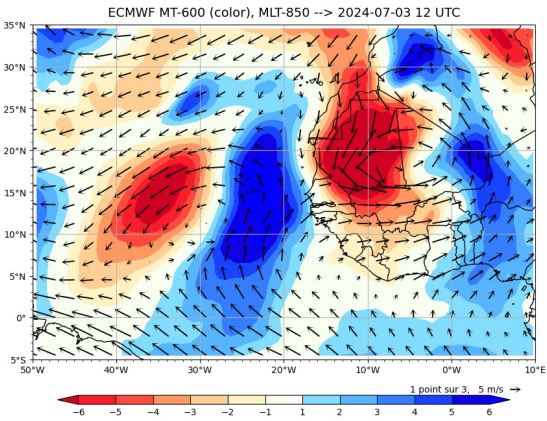 ECMWF MT-600 (color), MLT-850 --> 2024-07-03 12 UTC
35°N
30°N
25°N
20°N
15°N
10°N
5°N
0°
5°S
50°W 40°W 30°W 20°W 10°W 0°W 10°E
1 point sur 3, 5 m/s
−6 −5 −4 −3 −2 −1 1 2 3 4 5 6